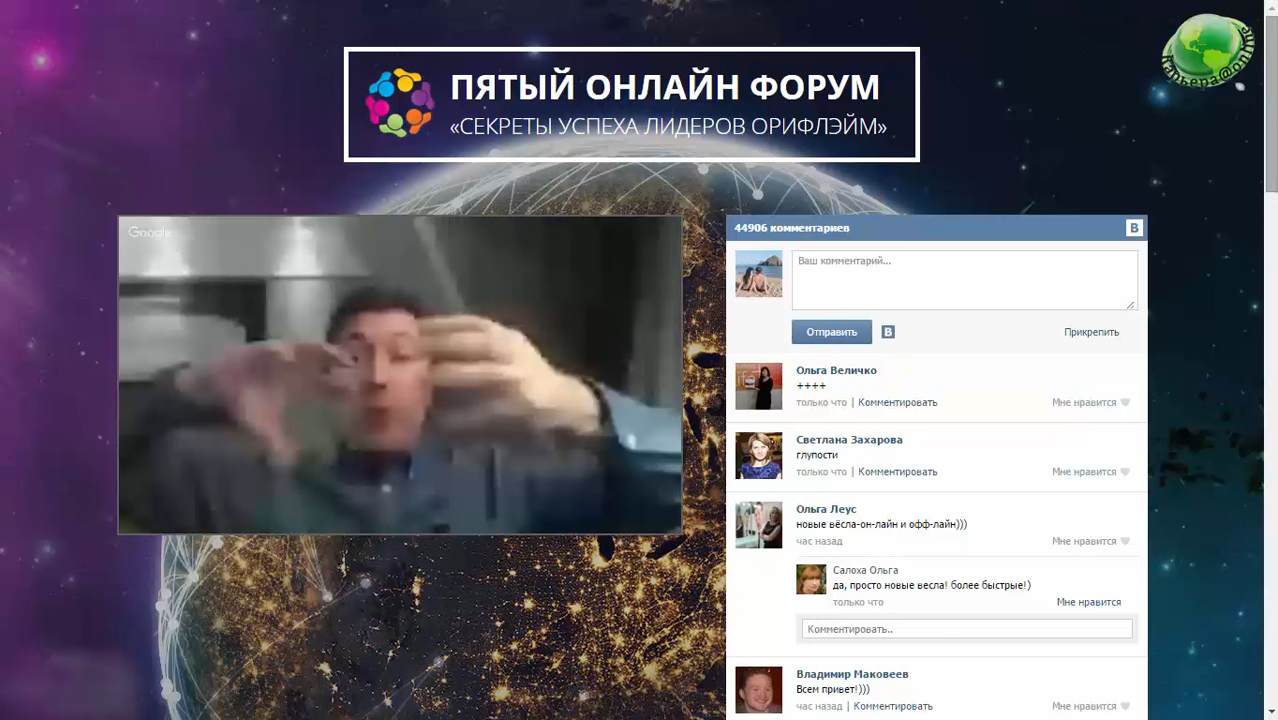 карьера@online
ПЯТЫЙ ОНЛАЙН ФОРУМ
«СЕКРЕТЫ УСПЕХА ЛИДЕРОВ ОРИФЛЭЙМ»
Google
44906 комментариев
B
Ваш комментарий...
Отправить
B
Прикрепить
Ольга Величко
++++
только что | Комментировать
Мне нравится
Светлана Захарова
глупости
только что | Комментировать
Мне нравится
Ольга Леус
новые вёсла-он-лайн и офф-лайн)))
час назад
Мне нравится
Салоха Ольга
да, просто новые весла! более быстрые!)
только что
Мне нравится
Комментировать..
Владимир Маковеев
Всем привет!)))
час назад | Комментировать
Мне нравится